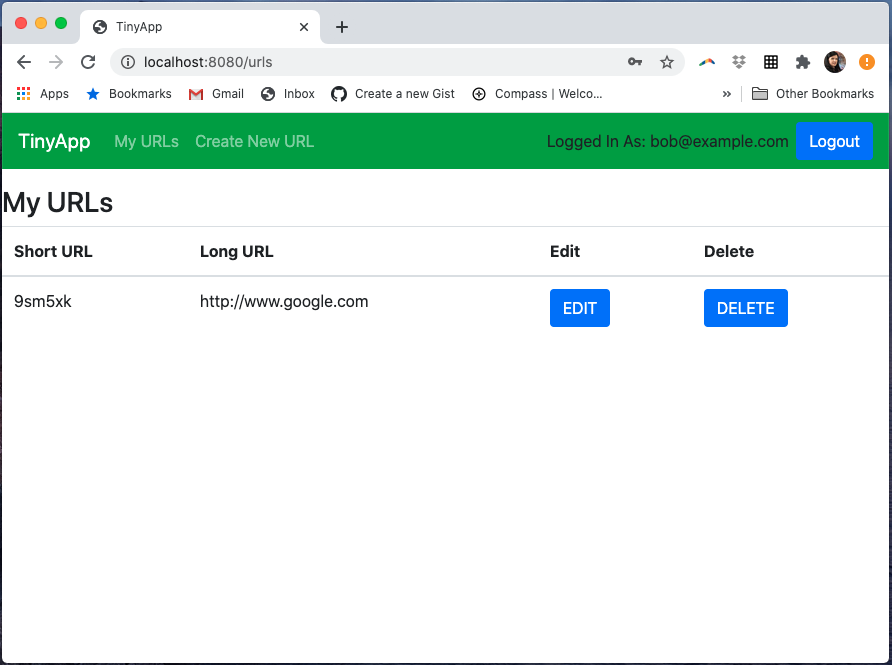 TinyApp
localhost:8080/urls
Apps Bookmarks Gmail Inbox Create a new Gist Compass | Welco... » Other Bookmarks
TinyApp My URLs Create New URL Logged In As: bob@example.com Logout
My URLs
Short URL Long URL Edit Delete
9sm5xk http://www.google.com EDIT DELETE